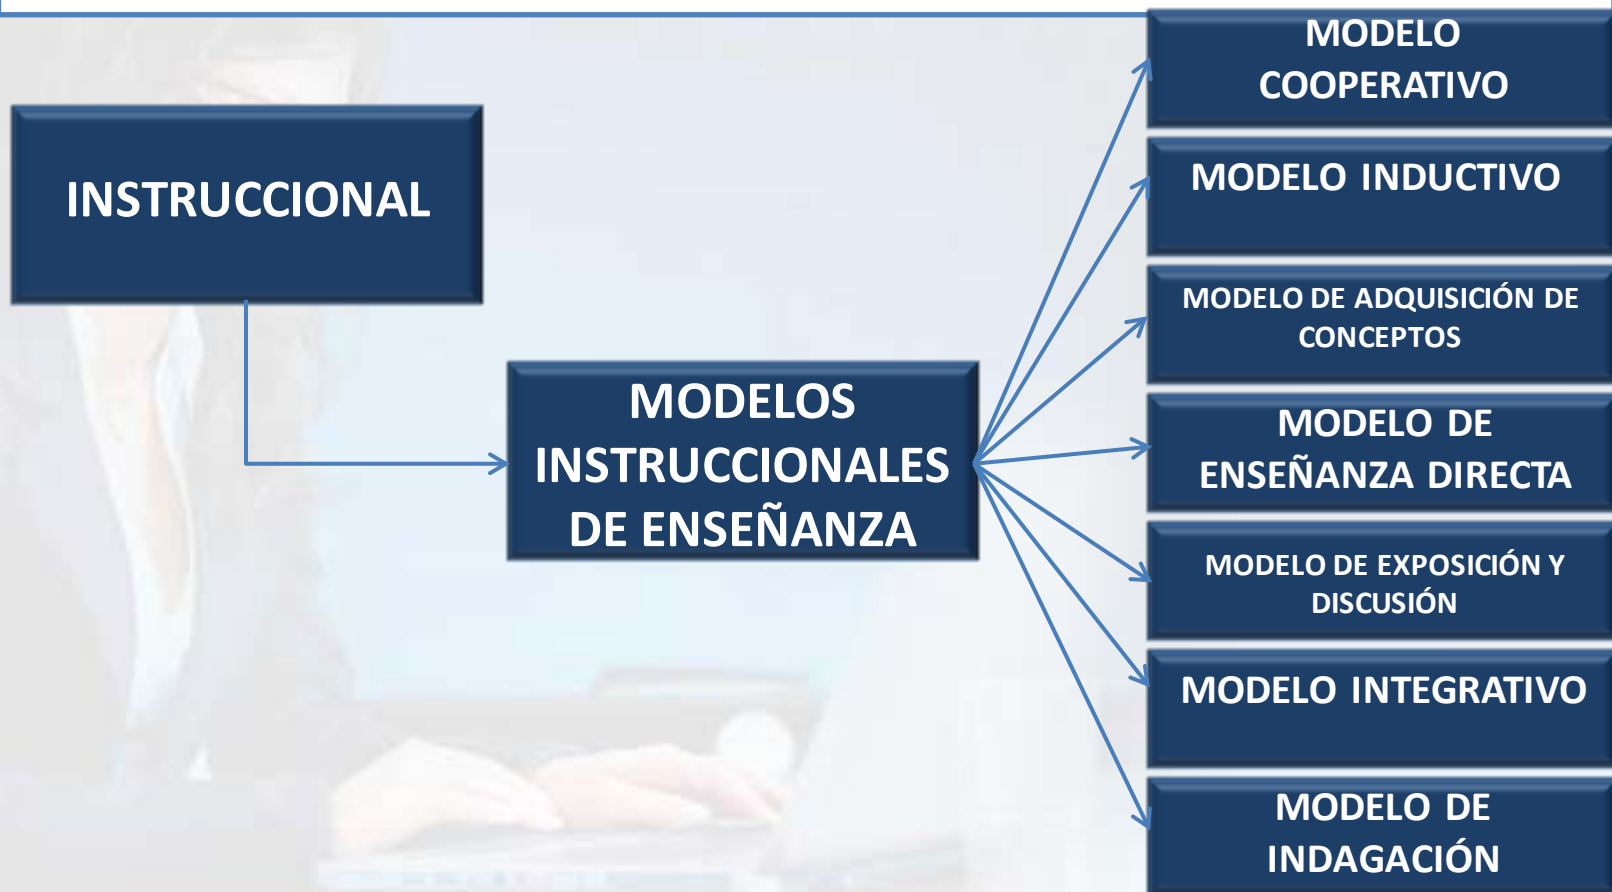 INSTRUCCIONAL
MODELOS
INSTRUCCIONALES
DE ENSEÑANZA
MODELO
COOPERATIVO
MODELO INDUCTIVO
MODELO DE ADQUISICIÓN DE
CONCEPTOS
MODELO DE
ENSEÑANZA DIRECTA
MODELO DE EXPOSICIÓN Y
DISCUSIÓN
MODELO INTEGRATIVO
MODELO DE
INDAGACIÓN